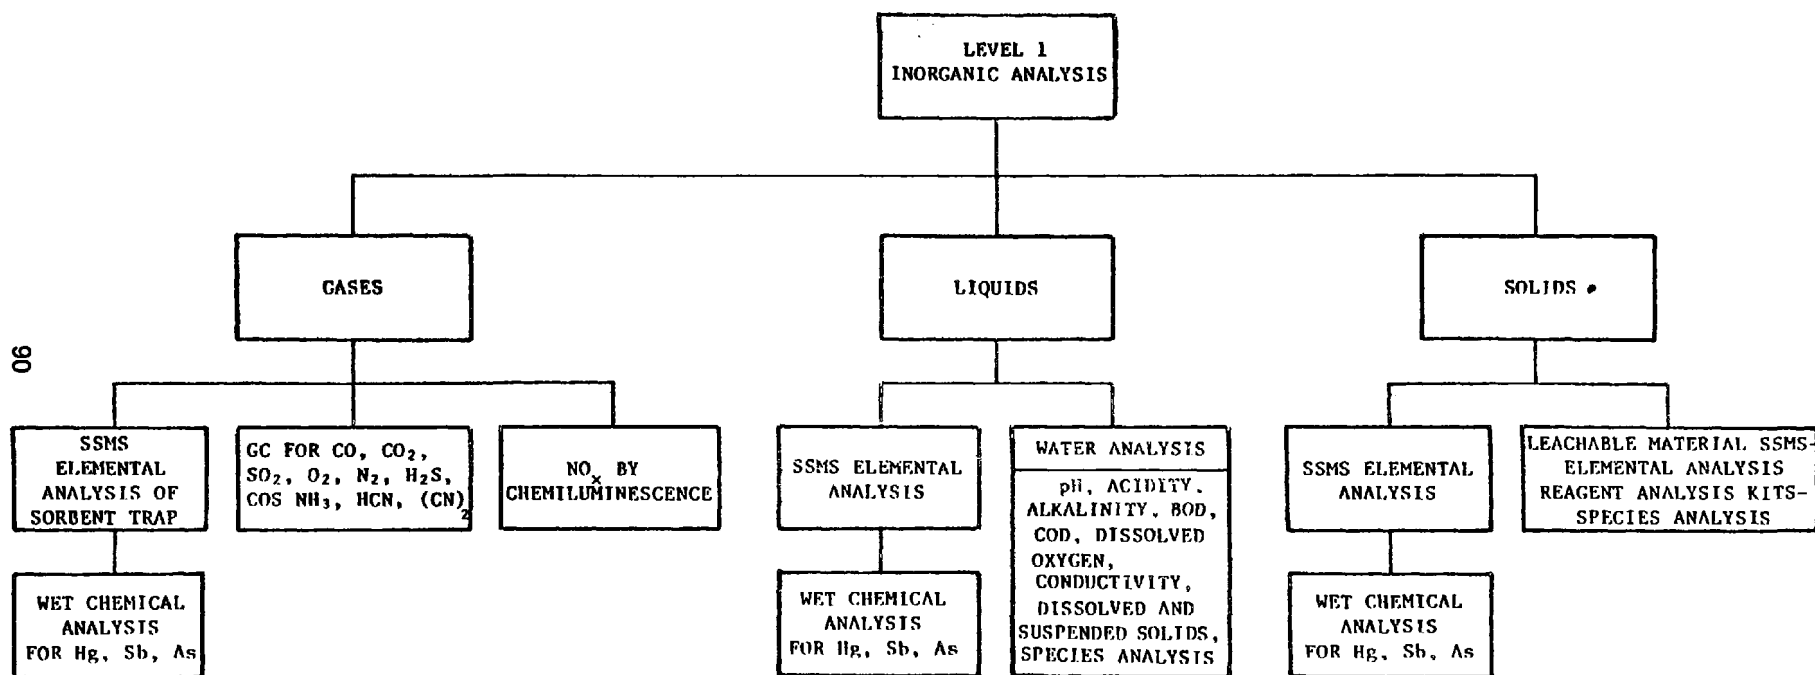 LEVEL 1
INORGANIC ANALYSIS
GASES
LIQUIDS
SOLIDS
90
SSMS
ELEMENTAL
ANALYSIS OF
SORBENT TRAP
GC FOR CO, CO₂,
SO₂, O₂, N₂, H₂S,
COS NH₃, HCN, (CN)₂
NOₓ BY
CHEMILUMINESCENCE
SSMS ELEMENTAL
ANALYSIS
WATER ANALYSIS
pH, ACIDITY,
ALKALINITY, BOD,
COD, DISSOLVED
OXYGEN,
CONDUCTIVITY,
DISSOLVED AND
SUSPENDED SOLIDS,
SPECIES ANALYSIS
SSMS ELEMENTAL
ANALYSIS
LEACHABLE MATERIAL SSMS-
ELEMENTAL ANALYSIS
REAGENT ANALYSIS KITS-
SPECIES ANALYSIS
WET CHEMICAL
ANALYSIS
FOR Hg, Sb, As
WET CHEMICAL
ANALYSIS
FOR Hg, Sb, As
WET CHEMICAL
ANALYSIS
FOR Hg, Sb, As